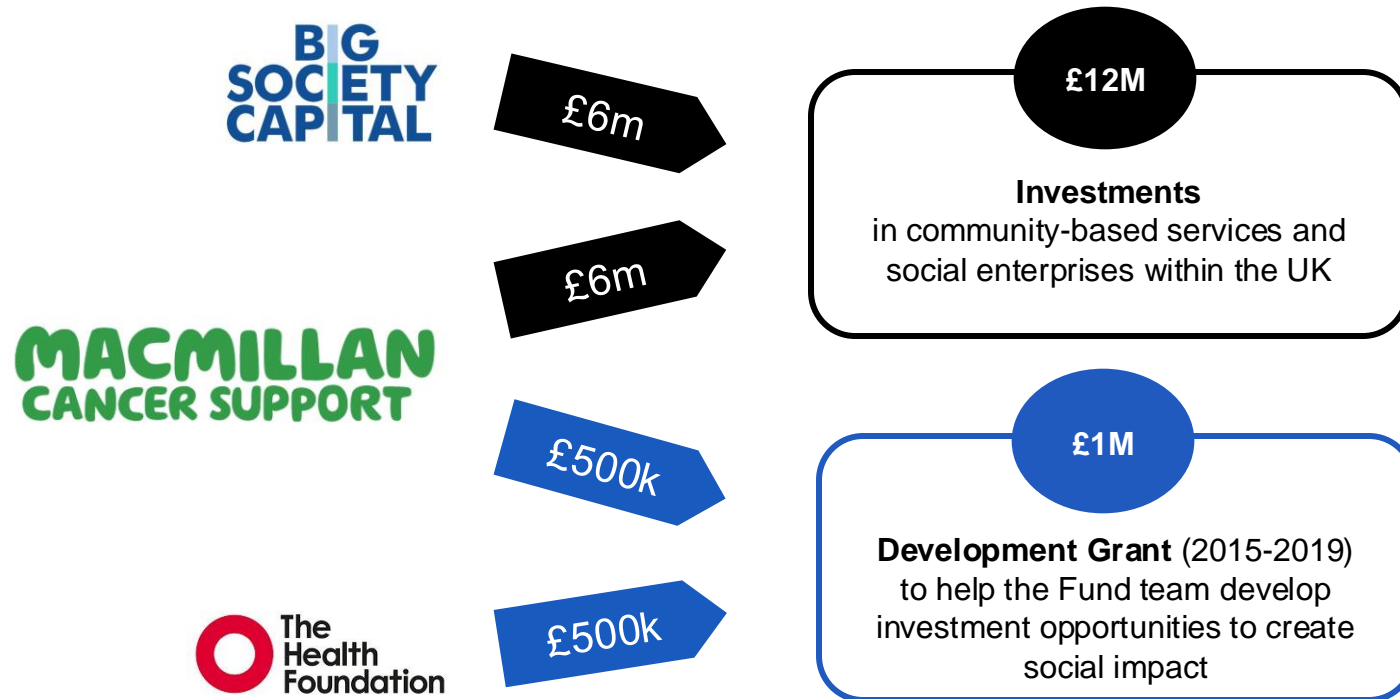 BIG
SOCIETY
CAPITAL
£6m
£12M
Investments
in community-based services and
social enterprises within the UK
£6m
MACMILLAN
CANCER SUPPORT
£500k
£1M
Development Grant (2015-2019)
to help the Fund team develop
investment opportunities to create
social impact
£500k
The
Health
Foundation